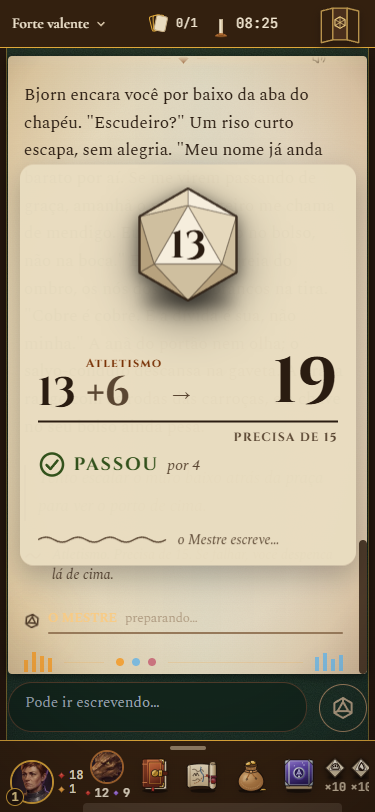 Forte valente
0/1
08:25
Bjorn encara você por baixo da aba do
chapéu. "Escudeiro?" Um riso curto
escapa, sem alegria. "Meu nome já anda
13
ATLETISMO
13 +6 → 19
PRECISA DE 15
PASSOU por 4
o Mestre escreve...
lá de cima.
preparando...
Pode ir escrevendo...
18
1
1
12 9
×10